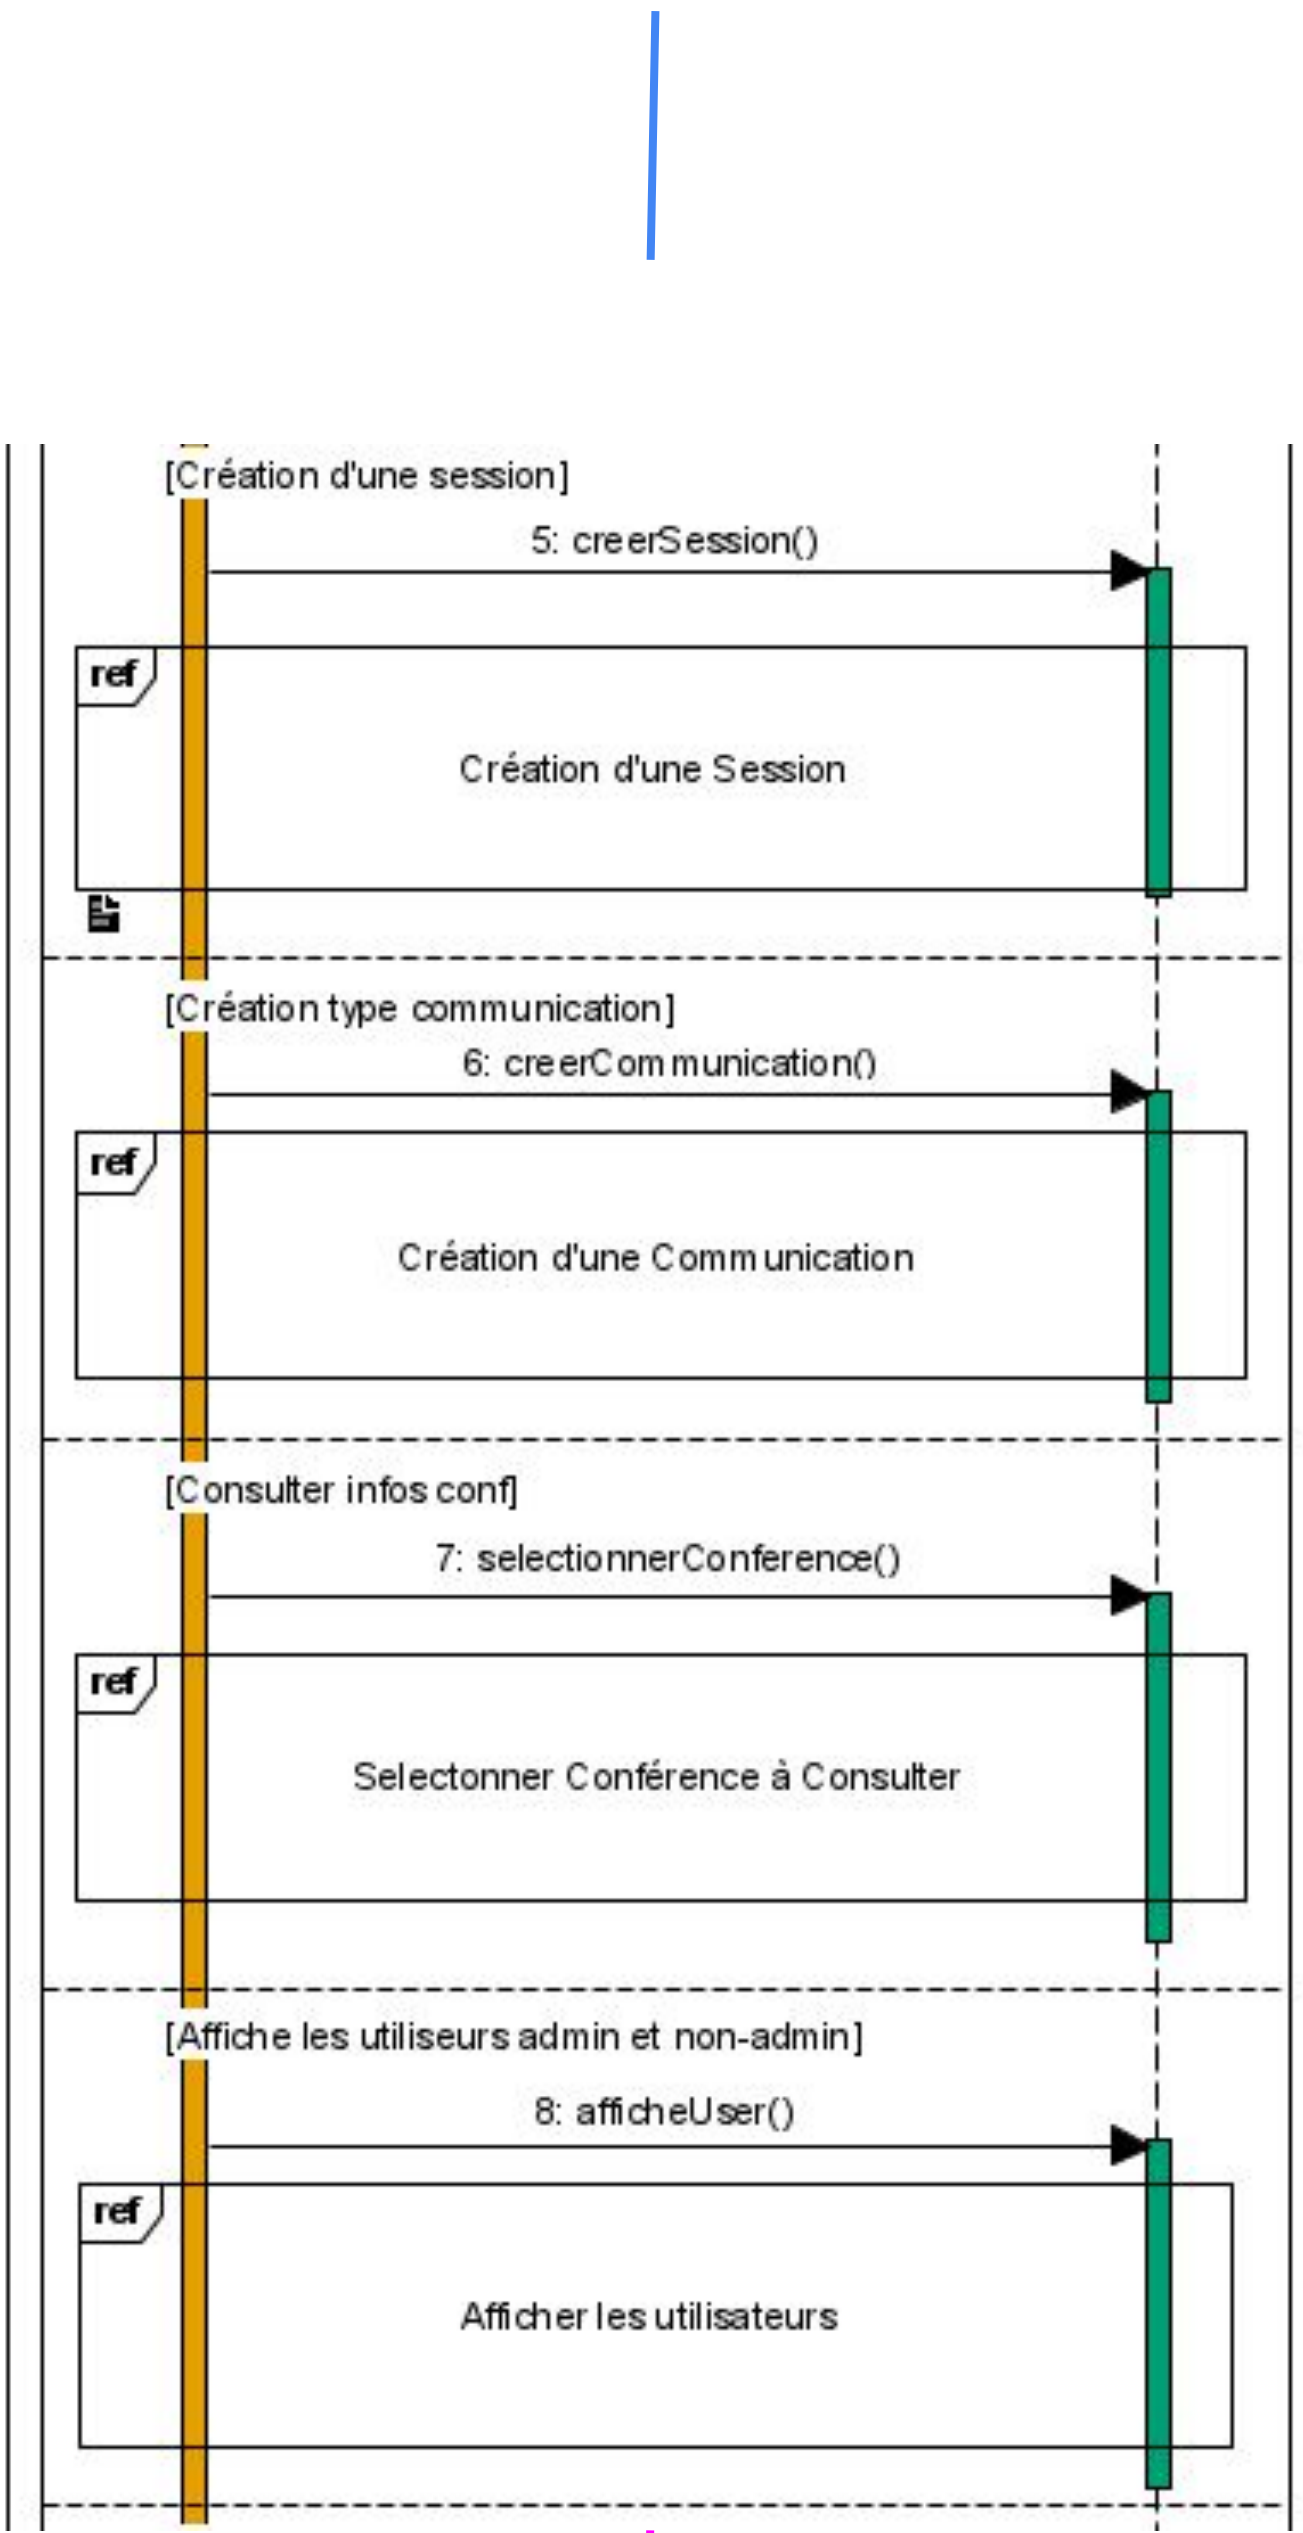 [Création d'une session]
5: creerSession()
ref
Création d'une Session
[Création type communication]
6: creerCommunication()
ref
Création d'une Communication
[Consulter infos conf]
7: selectionnerConference()
ref
Selectonner Conférence à Consulter
[Affiche les utiliseurs admin et non-admin]
8: afficheUser()
ref
Afficher les utilisateurs